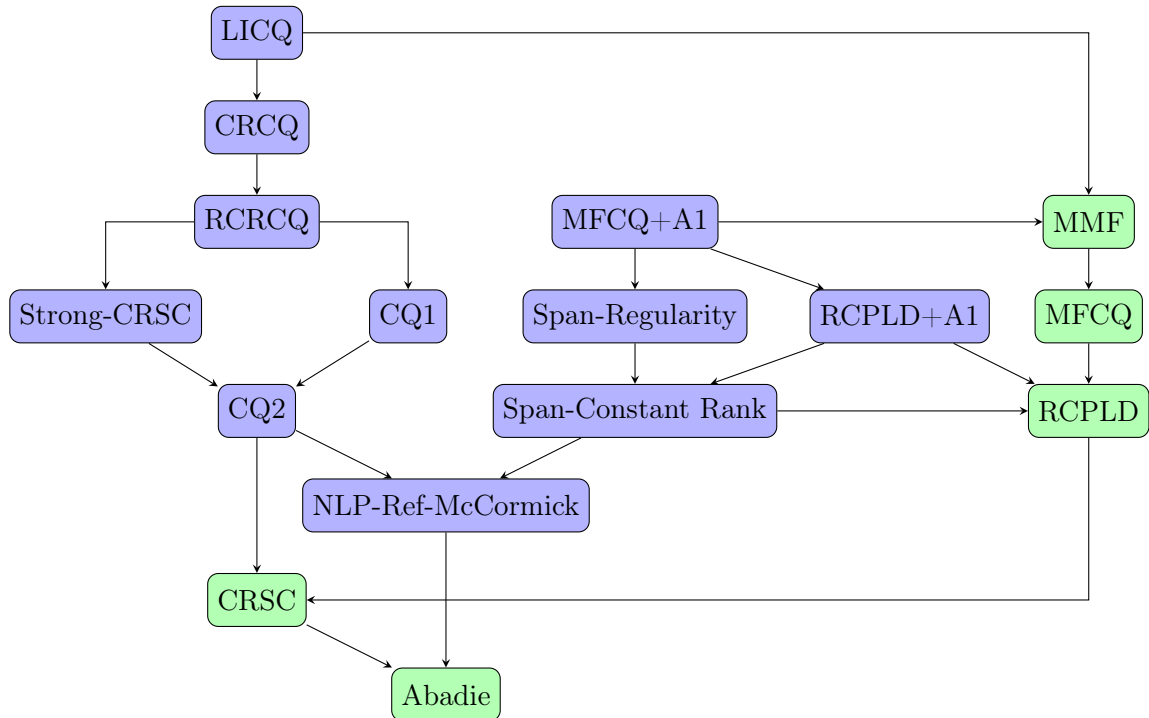 LICQ
CRCQ
RCRCQ
MFCQ+A1
MMF
Strong-CRSC
CQ1
Span-Regularity
RCPLD+A1
MFCQ
CQ2
Span-Constant Rank
RCPLD
NLP-Ref-McCormick
CRSC
Abadie